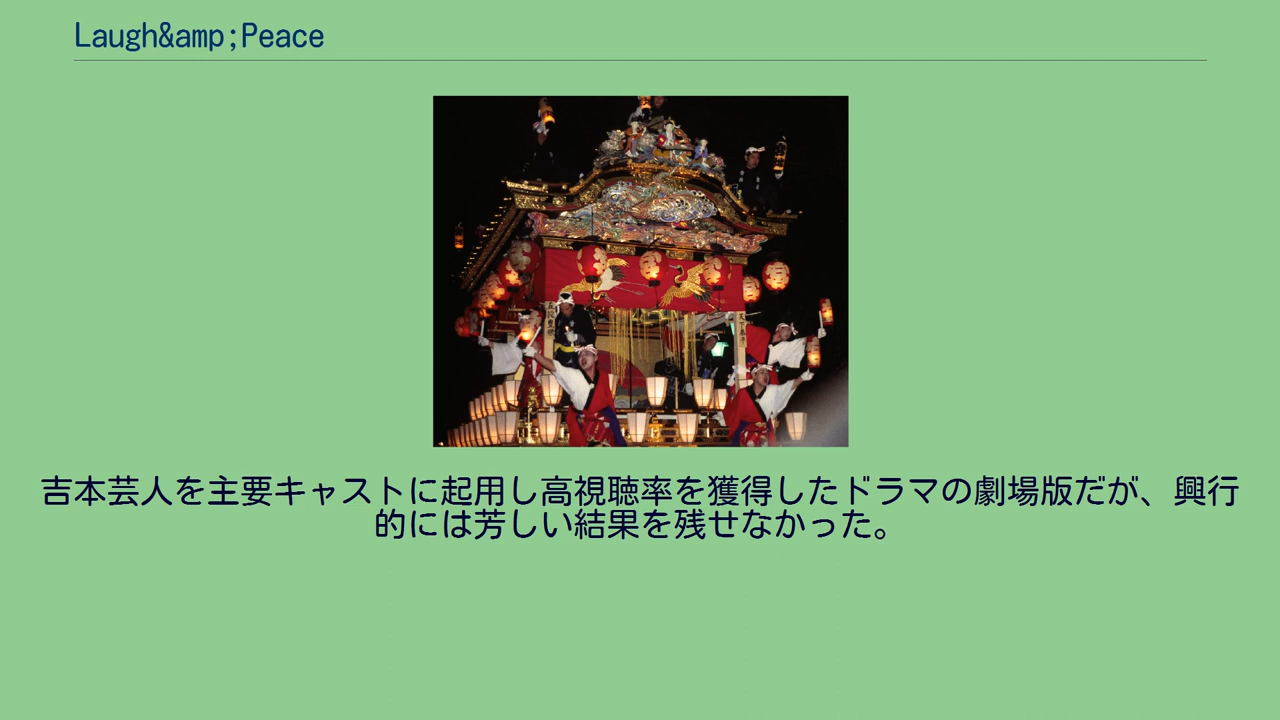 Laugh&amp;Peace
吉本芸人を主要キャストに起用し高視聴率を獲得したドラマの劇場版だが、興行
的には芳しい結果を残せなかった。